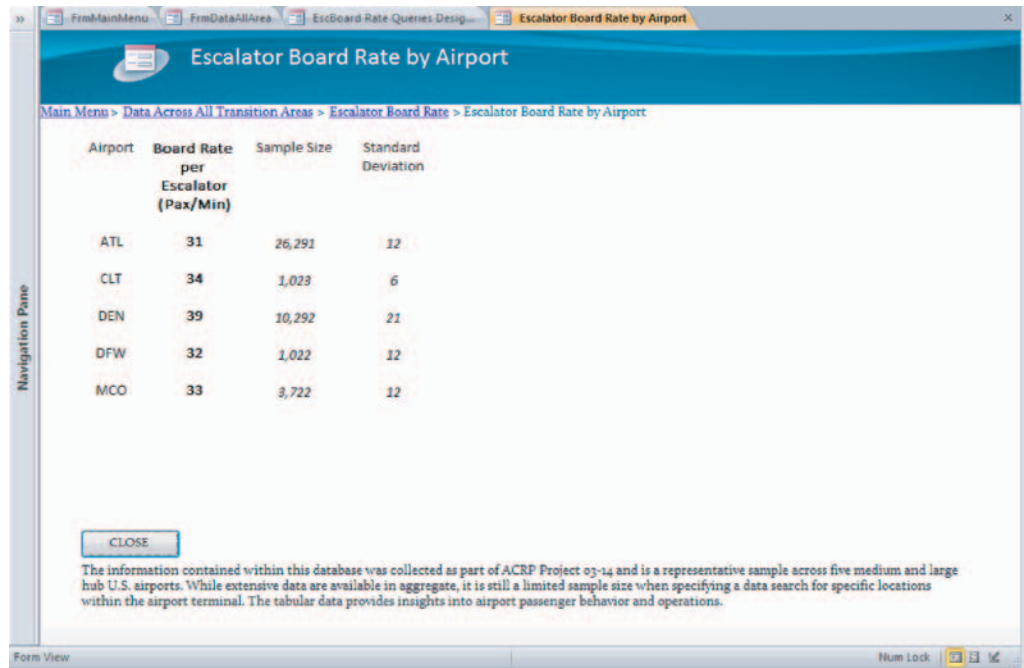 »
FrmMainMenu FrmDataAllArea EscBoard Rate Queries Desig... Escalator Board Rate by Airport ×
Escalator Board Rate by Airport
Main Menu > Data Across All Transition Areas > Escalator Board Rate > Escalator Board Rate by Airport
Airport Board Rate Sample Size Standard
per Deviation
Escalator
(Pax/Min)
ATL 31 26,291 12
CLT 34 1,023 6
DEN 39 10,292 21
DFW 32 1,022 12
MCO 33 3,722 12
Navigation Pane
CLOSE
The information contained within this database was collected as part of ACRP Project 03-14 and is a representative sample across five medium and large
hub U.S. airports. While extensive data are available in aggregate, it is still a limited sample size when specifying a data search for specific locations
within the airport terminal. The tabular data provides insights into airport passenger behavior and operations.
Form View Num Lock